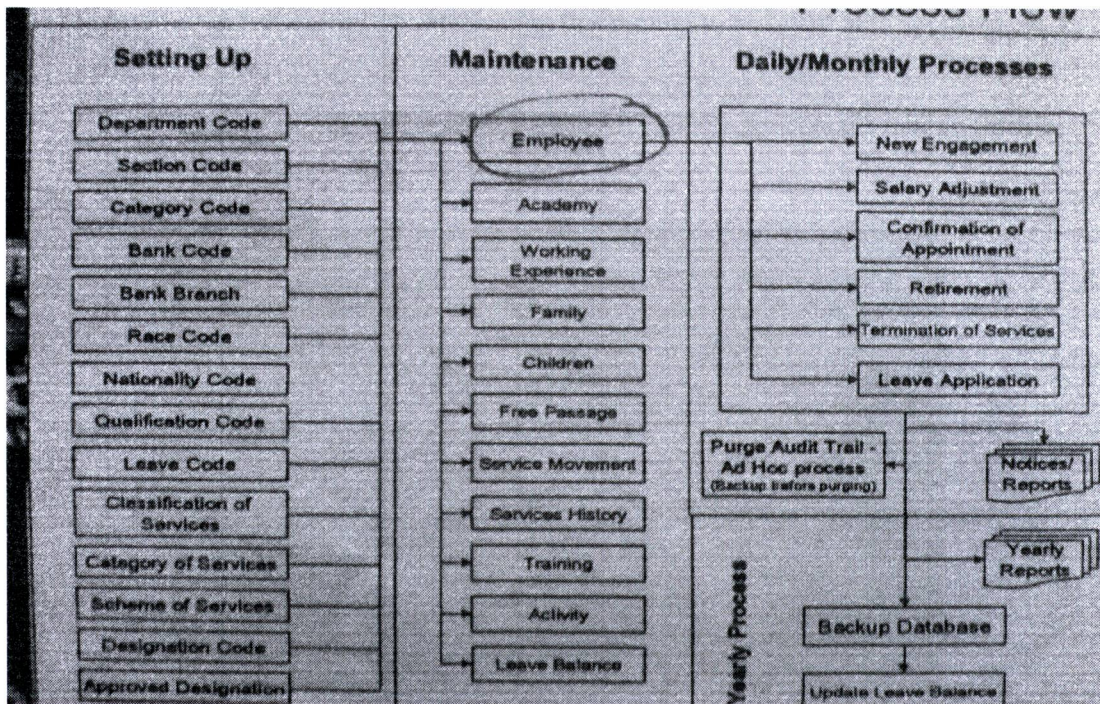 Process Flow
Setting Up
Department Code
Section Code
Category Code
Bank Code
Bank Branch
Race Code
Nationality Code
Qualification Code
Leave Code
Classification of
Services
Category of Services
Scheme of Services
Designation Code
Approved Designation
Maintenance
Employee
Academy
Working
Experience
Family
Children
Free Passage
Service Movement
Services History
Training
Activity
Leave Balance
Daily/Monthly Processes
New Engagement
Salary Adjustment
Confirmation of
Appointment
Retirement
Termination of Services
Leave Application
Purge Audit Trail -
Ad Hoc process
(Backup before purging)
Notices/
Reports
Yearly Process
Yearly
Reports
Backup Database
Update Leave Balance